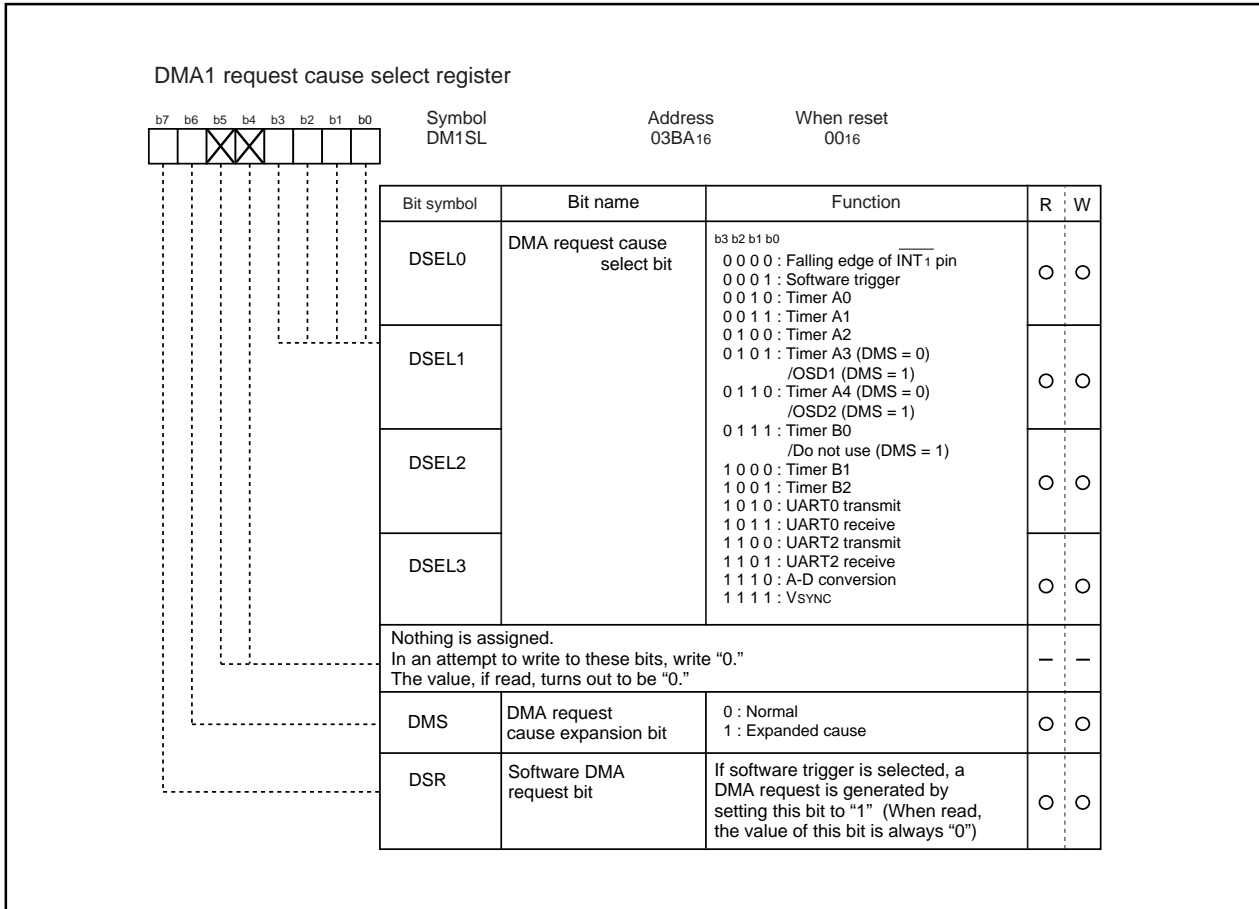 DMA1 request cause select register
b7 b6 b5 b4 b3 b2 b1 b0
Symbol Address When reset
DM1SL 03BA16 0016
Bit symbol Bit name Function R W
DSEL0
DMA request cause
select bit
b3 b2 b1 b0
0 0 0 0 : Falling edge of INT1 pin
0 0 0 1 : Software trigger
0 0 1 0 : Timer A0
0 0 1 1 : Timer A1
0 1 0 0 : Timer A2
DSEL1
0 1 0 1 : Timer A3 (DMS = 0)
/OSD1 (DMS = 1)
0 1 1 0 : Timer A4 (DMS = 0)
/OSD2 (DMS = 1)
0 1 1 1 : Timer B0
/Do not use (DMS = 1)
DSEL2
1 0 0 0 : Timer B1
1 0 0 1 : Timer B2
1 0 1 0 : UART0 transmit
1 0 1 1 : UART0 receive
1 1 0 0 : UART2 transmit
DSEL3
1 1 0 1 : UART2 receive
1 1 1 0 : A-D conversion
1 1 1 1 : VSYNC
Nothing is assigned.
In an attempt to write to these bits, write “0.”
The value, if read, turns out to be “0.”
– –
DMS
DMA request
cause expansion bit
0 : Normal
1 : Expanded cause
DSR
Software DMA
request bit
If software trigger is selected, a
DMA request is generated by
setting this bit to “1” (When read,
the value of this bit is always “0”)